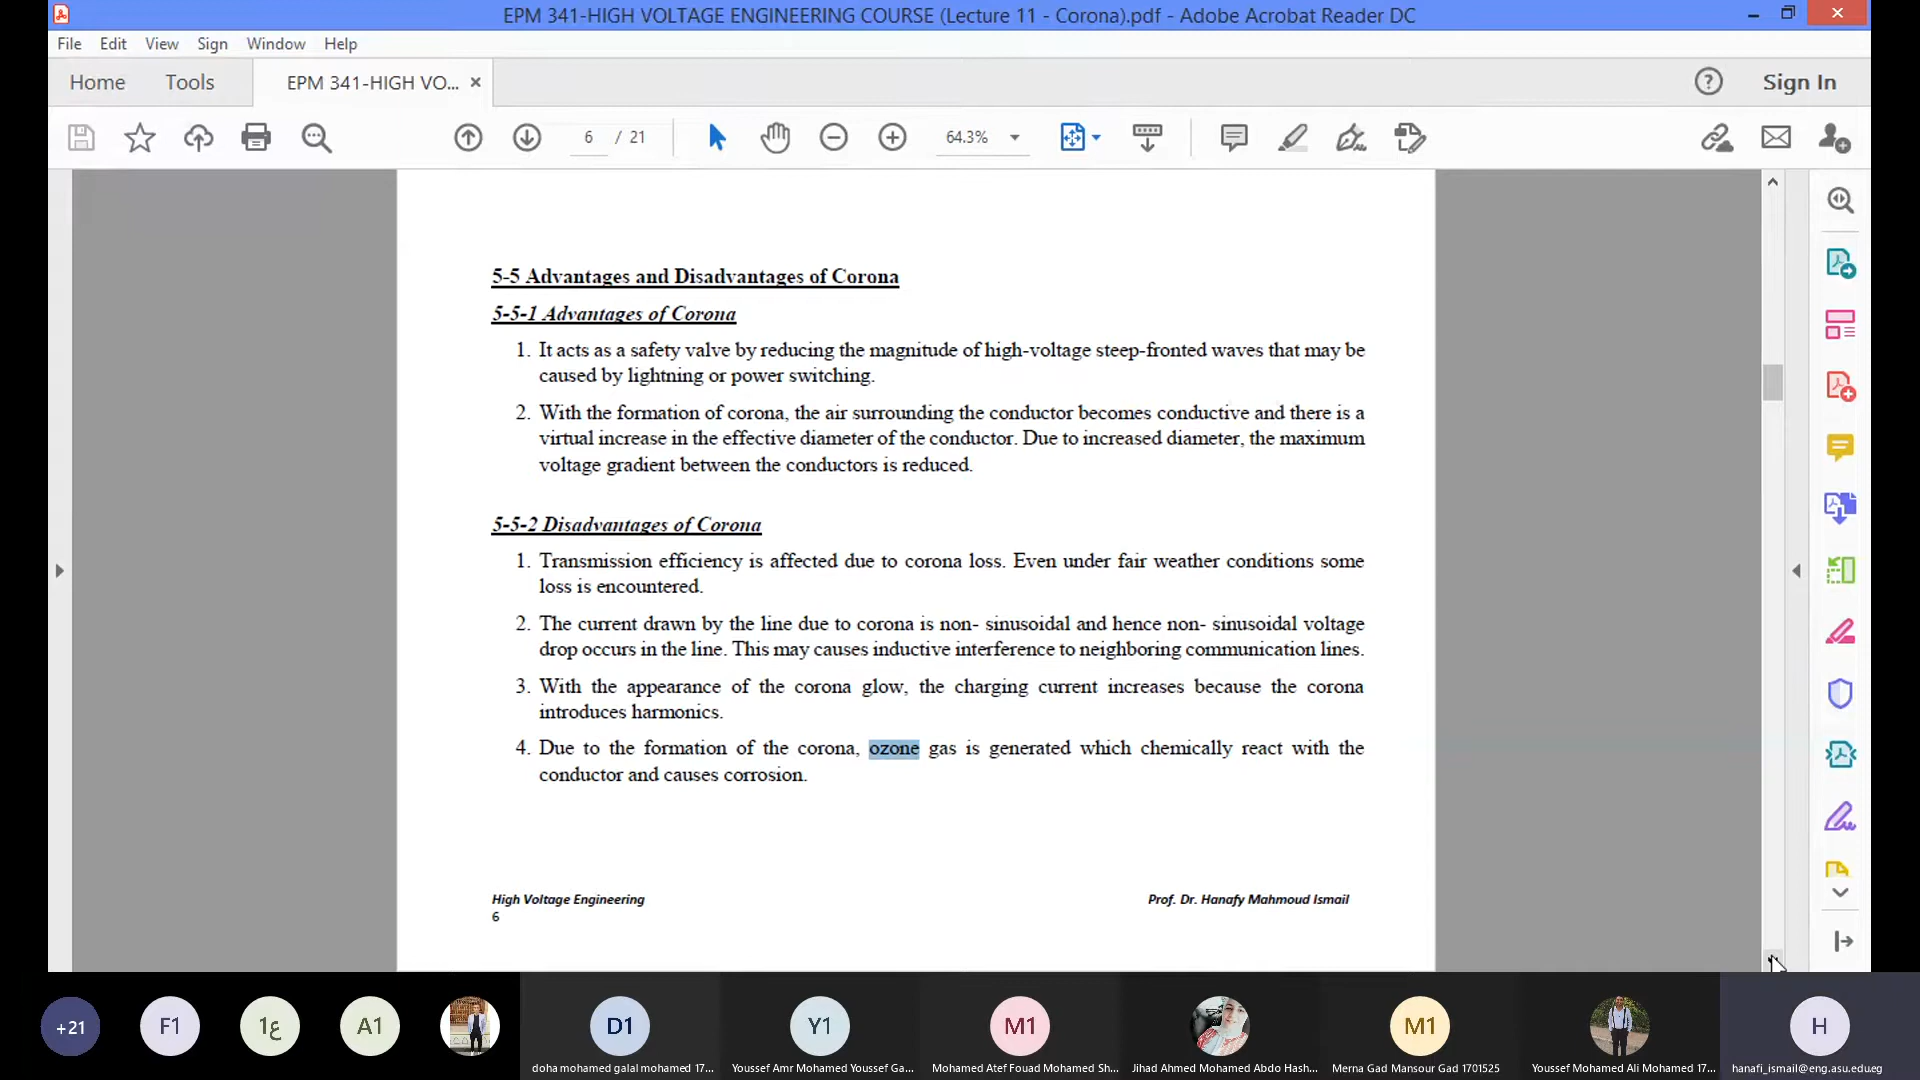 EPM 341-HIGH VOLTAGE ENGINEERING COURSE (Lecture 11 - Corona).pdf - Adobe Acrobat Reader DC
File Edit View Sign Window Help
Home Tools EPM 341-HIGH VO... Sign In
6 / 21 64.3%
5-5 Advantages and Disadvantages of Corona
5-5-1 Advantages of Corona
1. It acts as a safety valve by reducing the magnitude of high-voltage steep-fronted waves that may be
caused by lightning or power switching.
2. With the formation of corona, the air surrounding the conductor becomes conductive and there is a
virtual increase in the effective diameter of the conductor. Due to increased diameter, the maximum
voltage gradient between the conductors is reduced.
5-5-2 Disadvantages of Corona
1. Transmission efficiency is affected due to corona loss. Even under fair weather conditions some
loss is encountered.
2. The current drawn by the line due to corona is non- sinusoidal and hence non- sinusoidal voltage
drop occurs in the line. This may causes inductive interference to neighboring communication lines.
3. With the appearance of the corona glow, the charging current increases because the corona
introduces harmonics.
4. Due to the formation of the corona, ozone gas is generated which chemically react with the
conductor and causes corrosion.
High Voltage Engineering Prof. Dr. Hanafy Mahmoud Ismail
6
+21 F1 ع1 A1 D1 Y1 M1 M1 H
doha mohamed galal mohamed 17... Youssef Amr Mohamed Youssef Ga... Mohamed Atef Fouad Mohamed Sh... Jihad Ahmed Mohamed Abdo Hash... Merna Gad Mansour Gad 1701525 Youssef Mohamed Ali Mohamed 17... hanafi_ismail@eng.asu.edu.eg